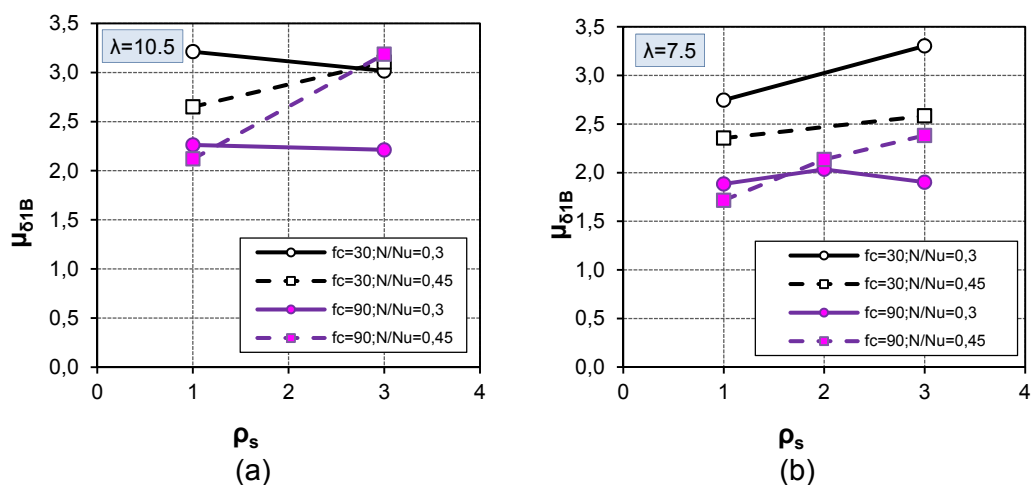 λ=10.5
μδ1B
3,5
3,0
2,5
2,0
1,5
1,0
0,5
0,0
fc=30;N/Nu=0,3
fc=30;N/Nu=0,45
fc=90;N/Nu=0,3
fc=90;N/Nu=0,45
0 1 2 3 4
ρs
(a)
λ=7.5
μδ1B
3,5
3,0
2,5
2,0
1,5
1,0
0,5
0,0
fc=30;N/Nu=0,3
fc=30;N/Nu=0,45
fc=90;N/Nu=0,3
fc=90;N/Nu=0,45
0 1 2 3 4
ρs
(b)